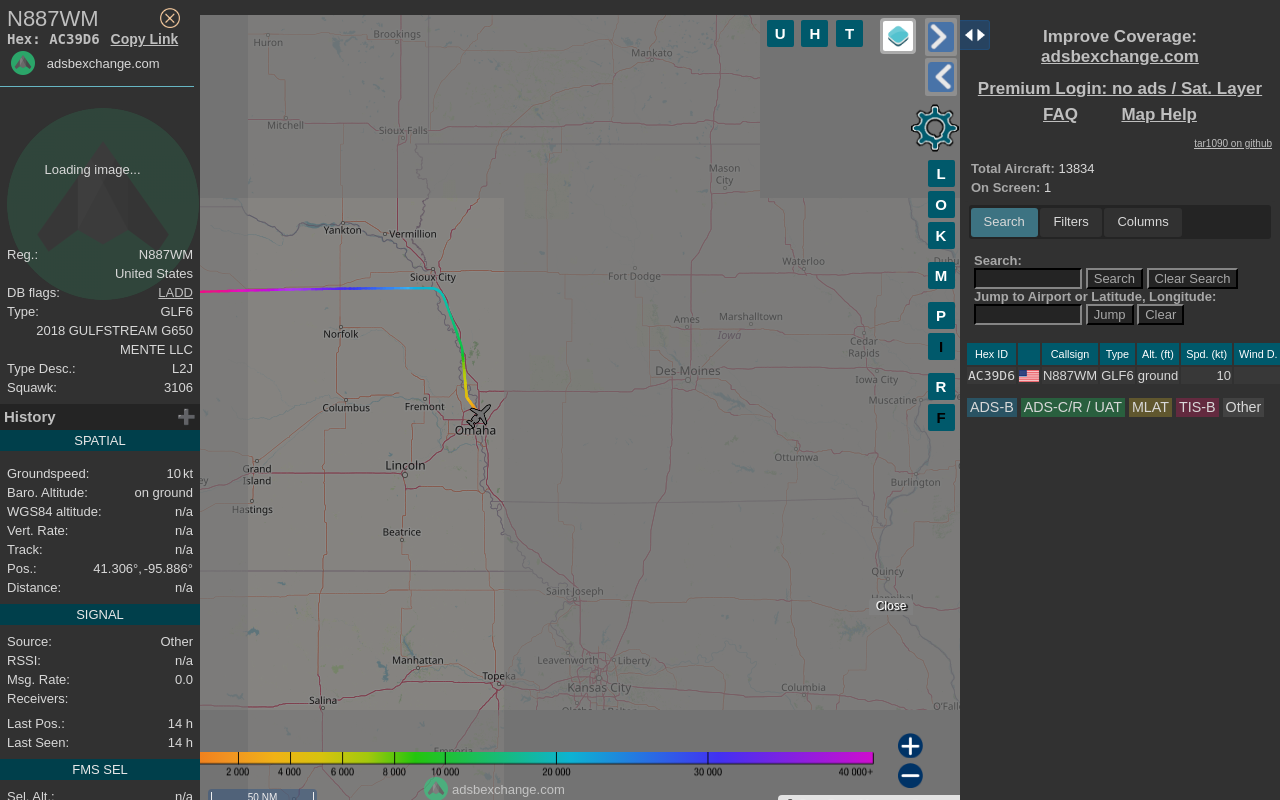 N887WM
Hex: AC39D6 Copy Link
adsbexchange.com
Loading image...
Reg.: N887WM
United States
DB flags: LADD
Type: GLF6
2018 GULFSTREAM G650
MENTE LLC
Type Desc.: L2J
Squawk: 3106
History
SPATIAL
Groundspeed: 10 kt
Baro. Altitude: on ground
WGS84 altitude: n/a
Vert. Rate: n/a
Track: n/a
Pos.: 41.306°, -95.886°
Distance: n/a
SIGNAL
Source: Other
RSSI: n/a
Msg. Rate: 0.0
Receivers:
Last Pos.: 14 h
Last Seen: 14 h
FMS SEL
Sel. Alt.: n/a
U H T
L
O
K
M
P
I
R
F
Huron
Brookings
Mankato
Mitchell
Sioux Falls
Mason
City
Yankton
Vermillion
Sioux City
Fort Dodge
Waterloo
Norfolk
Ames
Marshalltown
Iowa
Cedar
Rapids
Des Moines
Iowa City
Columbus
Fremont
Muscatine
Omaha
Grand
Island
Lincoln
Ottumwa
Burlington
Hastings
Beatrice
Saint Joseph
Quincy
Hannibal
Close
Manhattan
Topeka
Leavenworth
Liberty
Kansas City
Columbia
Salina
O'Fall
Emporia
2 000 4 000 6 000 8 000 10 000 20 000 30 000 40 000+
adsbexchange.com
50 NM
Improve Coverage:
adsbexchange.com
Premium Login: no ads / Sat. Layer
FAQ Map Help
tar1090 on github
Total Aircraft: 13834
On Screen: 1
Search Filters Columns
Search:
Search Clear Search
Jump to Airport or Latitude, Longitude:
Jump Clear
Hex ID Callsign Type Alt. (ft) Spd. (kt) Wind D.
AC39D6 N887WM GLF6 ground 10
ADS-B ADS-C/R / UAT MLAT TIS-B Other